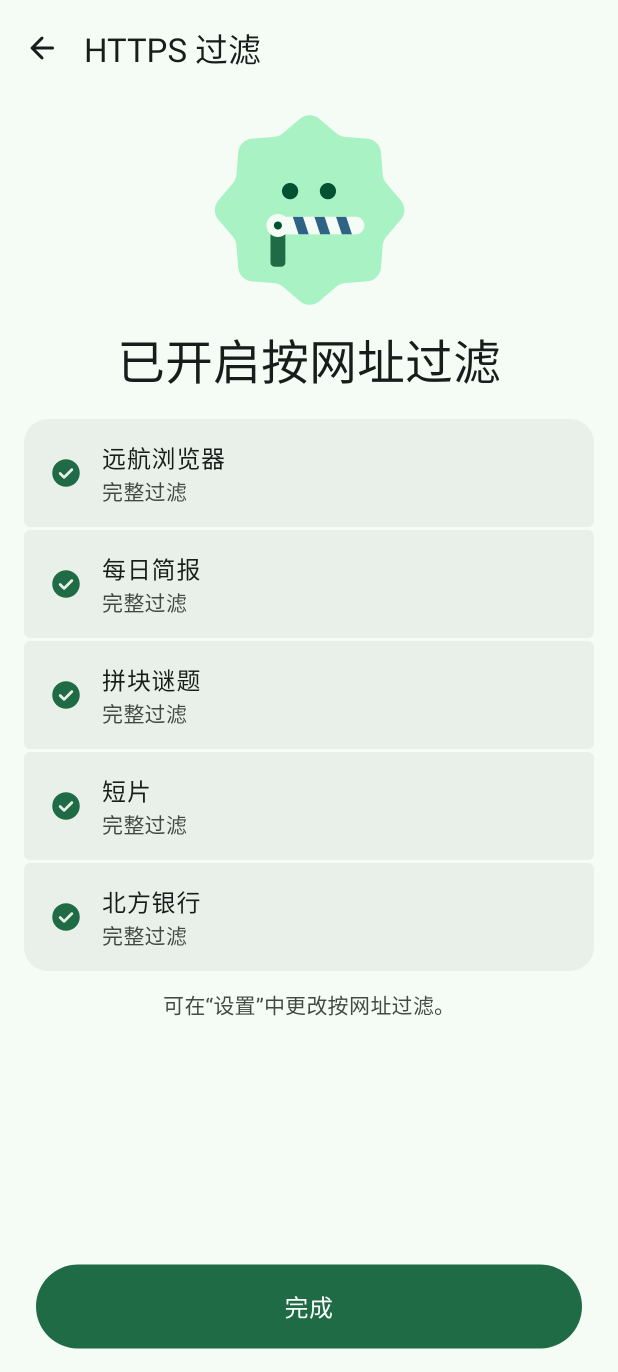 HTTPS 过滤
已开启按网址过滤
远航浏览器
完整过滤
每日简报
完整过滤
拼块谜题
完整过滤
短片
完整过滤
北方银行
完整过滤
可在“设置”中更改按网址过滤。
完成